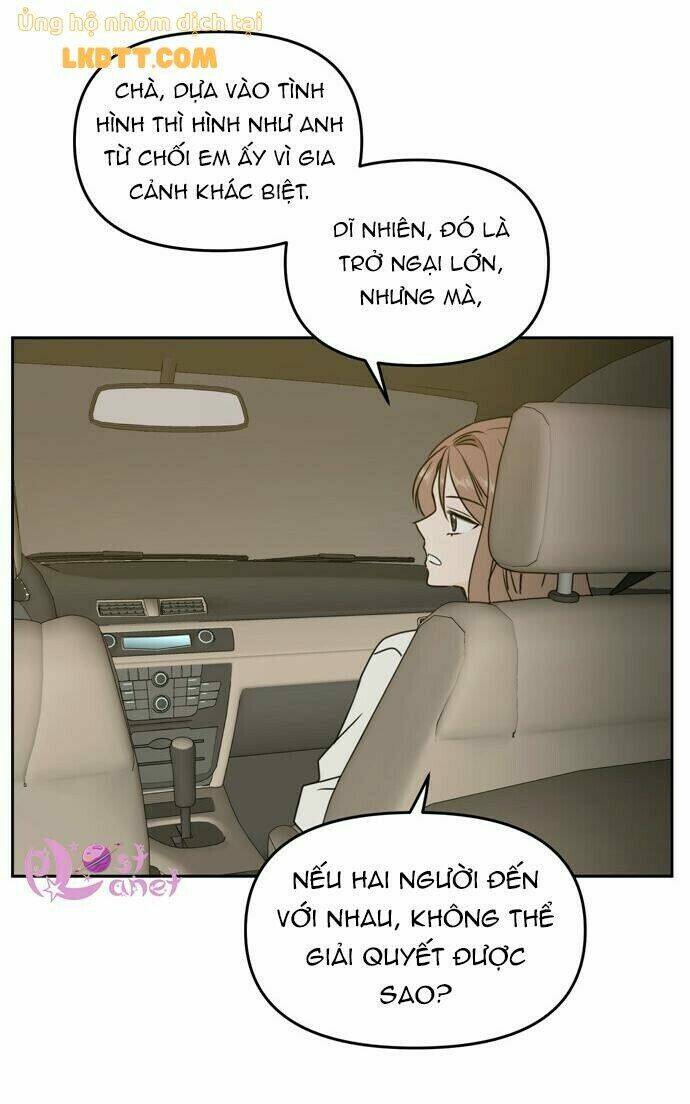 Ủng hộ nhóm dịch tại
LKDTT.COM
CHÀ, DỰA VÀO TÌNH
HÌNH THÌ HÌNH NHƯ ANH
TỪ CHỐI EM ẤY VÌ GIA
CẢNH KHÁC BIỆT.
DĨ NHIÊN, ĐÓ LÀ
TRỞ NGẠI LỚN,
NHƯNG MÀ,
Lost
Planet
NẾU HAI NGƯỜI ĐẾN
VỚI NHAU, KHÔNG THỂ
GIẢI QUYẾT ĐƯỢC
SAO?